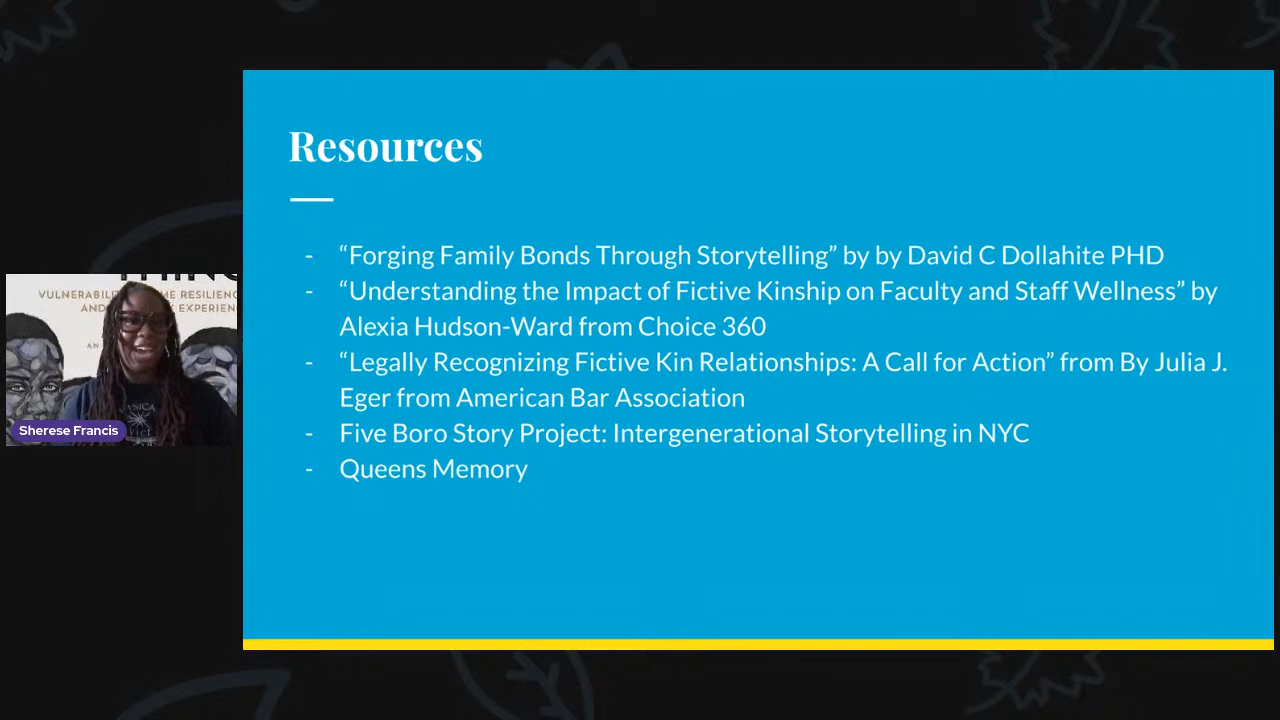 Resources
- “Forging Family Bonds Through Storytelling” by by David C Dollahite PHD
- “Understanding the Impact of Fictive Kinship on Faculty and Staff Wellness” by
Alexia Hudson-Ward from Choice 360
- “Legally Recognizing Fictive Kin Relationships: A Call for Action” from By Julia J.
Eger from American Bar Association
- Five Boro Story Project: Intergenerational Storytelling in NYC
- Queens Memory
AND
AN
Sherese Francis